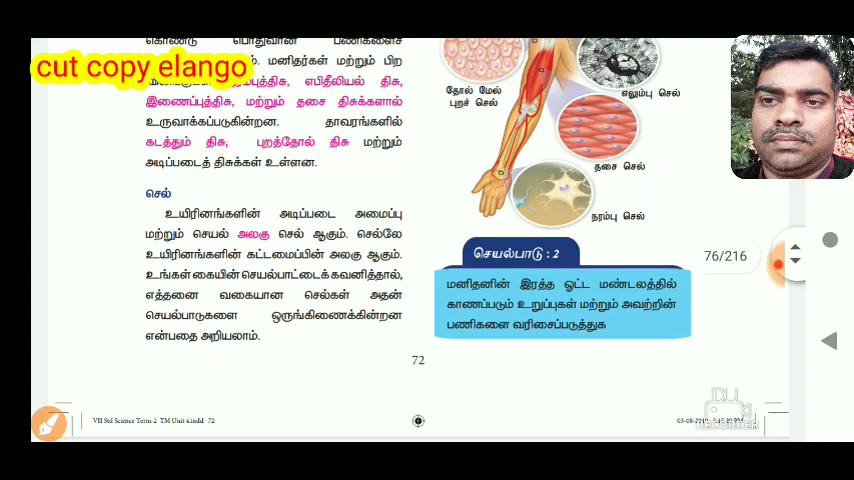 கொண்டு பொதுவான பணிகளைச்
cut copy elango
மனிதர்கள் மற்றும் பிற
எபிதீலியல் திசு,
இணைப்புத்திசு, மற்றும் தசை திசுக்களால்
உருவாக்கப்படுகின்றன. தாவரங்களில்
கடத்தும் திசு, புறத்தோல் திசு மற்றும்
அடிப்படைத் திசுக்கள் உள்ளன.
செல்
உயிரினங்களின் அடிப்படை அமைப்பு
மற்றும் செயல் அலகு செல் ஆகும். செல்லே
உயிரினங்களின் கட்டமைப்பின் அலகு ஆகும்.
உங்கள் கையின் செயல்பாட்டைக் கவனித்தால்,
எத்தனை வகையான செல்கள் அதன்
செயல்பாடுகளை ஒருங்கிணைக்கின்றன
என்பதை அறியலாம்.
தோல் மேல்
புறச் செல்
எலும்பு செல்
தசை செல்
நரம்பு செல்
செயல்பாடு : 2
மனிதனின் இரத்த ஓட்ட மண்டலத்தில்
காணப்படும் உறுப்புகள் மற்றும் அவற்றின்
பணிகளை வரிசைப்படுத்துக
76/216
72
VII Std Science Term-2 TM Unit 4.indd 72
RECORDER